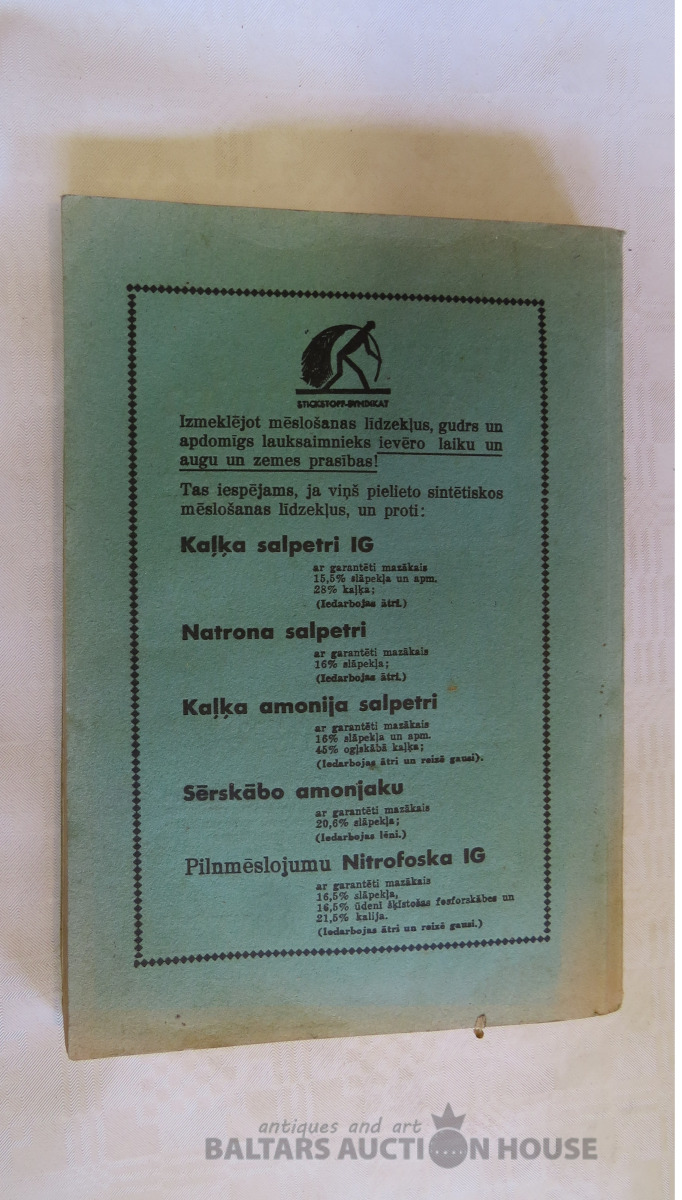 STICKSTOFF-SYNDIKAT
Izmeklējot mēslošanas līdzekļus, gudrs un
apdomīgs lauksaimnieks ievēro laiku un
augu un zemes prasības!
Tas iespējams, ja viņš pielieto sintētiskos
mēslošanas līdzekļus, un proti:
Kaļķa salpetri IG
ar garantēti mazākais
15,5% slāpekļa un apm.
28% kaļķa;
(Iedarbojas ātri.)
Natrona salpetri
ar garantēti mazākais
16% slāpekļa;
(Iedarbojas ātri.)
Kaļķa amonija salpetri
ar garantēti mazākais
16% slāpekļa un apm.
45% ogļskābā kaļķa;
(Iedarbojas ātri un reizē gausi).
Sērskābo amonjaku
ar garantēti mazākais
20,6% slāpekļa;
(Iedarbojas lēni.)
Pilnmēslojumu Nitrofoska IG
ar garantēti mazākais
16,5% slāpekļa,
16,5% ūdenī šķīstošas fosforskābes un
21,5% kalija.
(Iedarbojas ātri un reizē gausi.)
antiques and art
BALTARS AUCTION HOUSE